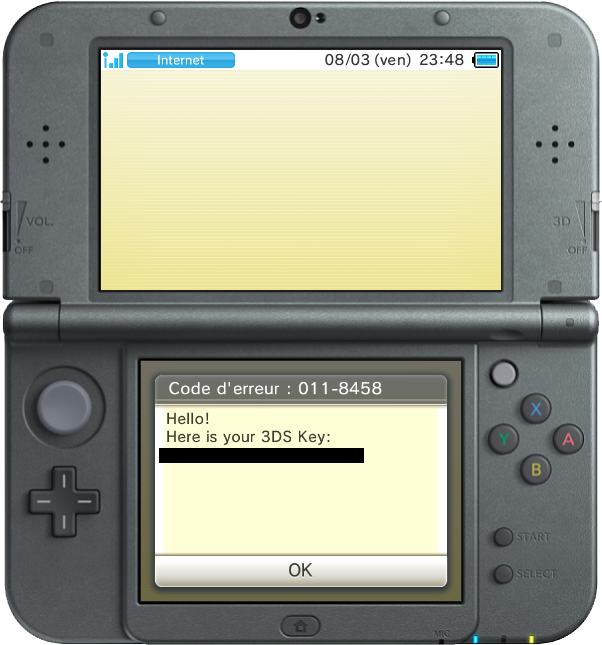 Internet 08/03 (ven) 23:48
VOL.
OFF
3D
OFF
Code d'erreur : 011-8458
Hello!
Here is your 3DS Key:
OK
X
Y
A
B
START
SELECT
MIC